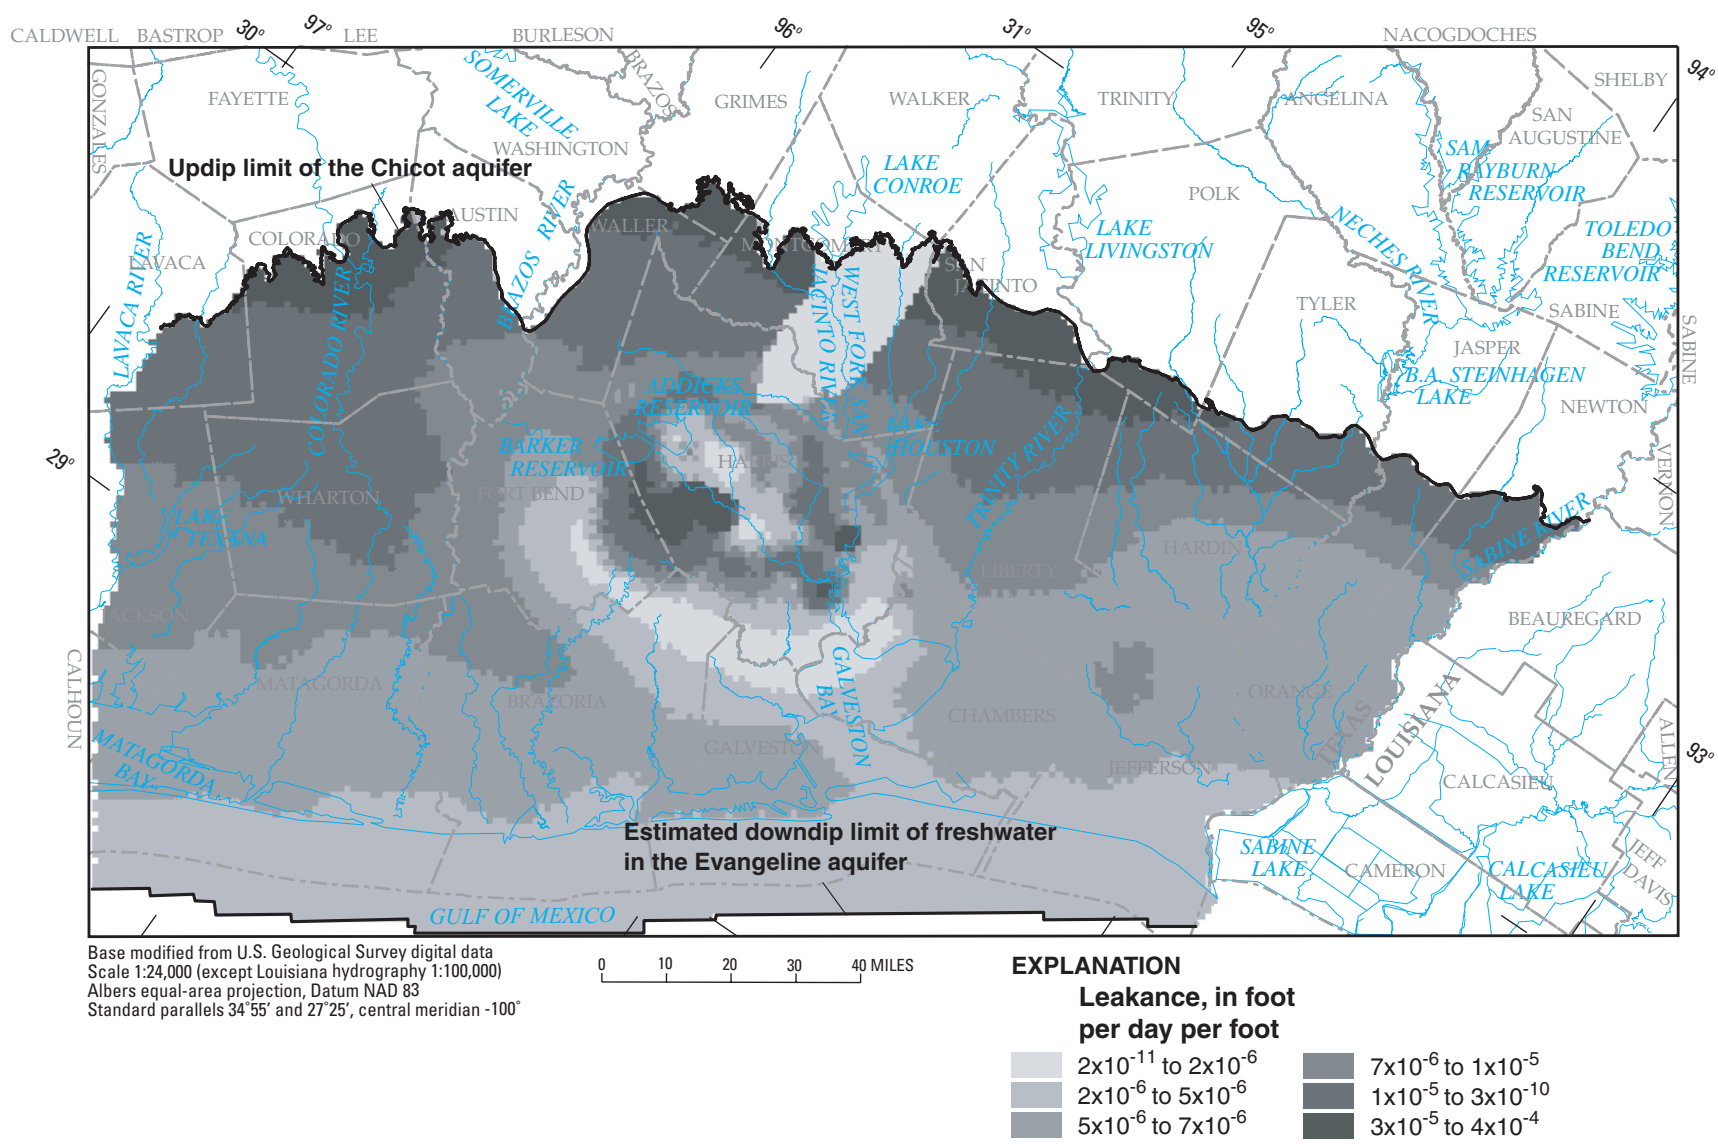 CALDWELL BASTROP 30° 97° LEE BURLESON 96° 31° 95° NACOGDOCHES
94°
GONZALES
FAYETTE
SOMERVILLE
LAKE
BRAZOS
GRIMES
WALKER
TRINITY
ANGELINA
SHELBY
SAN
AUGUSTINE
WASHINGTON
Updip limit of the Chicot aquifer
LAKE
CONROE
SAM
RAYBURN
RESERVOIR
POLK
AUSTIN
BRAZOS RIVER
WALLER
COLORADO
LAVACA
LAVACA RIVER
COLORADO RIVER
MONTGOMERY
SAN
JACINTO
LAKE
LIVINGSTON
NECHES RIVER
TOLEDO
BEND
RESERVOIR
WEST FORK SAN
JACINTO RIVER
TYLER
SABINE
SABINE
JASPER
B.A. STEINHAGEN
LAKE
NEWTON
ADDICKS
RESERVOIR
BARKER
RESERVOIR
LAKE
HOUSTON
HARRIS
TRINITY RIVER
29°
WHARTON
FORT BEND
LAKE
TEXANA
VERNON
SABINE RIVER
HARDIN
LIBERTY
JACKSON
BEAUREGARD
CALHOUN
MATAGORDA
BRAZORIA
GALVESTON
BAY
CHAMBERS
ORANGE
TEXAS
LOUISIANA
ALLEN
93°
MATAGORDA
BAY
GALVESTON
JEFFERSON
CALCASIEU
Estimated downdip limit of freshwater
in the Evangeline aquifer
SABINE
LAKE
CAMERON
CALCASIEU
LAKE
JEFF
DAVIS
GULF OF MEXICO
Base modified from U.S. Geological Survey digital data
Scale 1:24,000 (except Louisiana hydrography 1:100,000)
Albers equal-area projection, Datum NAD 83
Standard parallels 34°55′ and 27°25′, central meridian -100°
0 10 20 30 40 MILES
EXPLANATION
Leakance, in foot
per day per foot
2x10⁻¹¹ to 2x10⁻⁶
2x10⁻⁶ to 5x10⁻⁶
5x10⁻⁶ to 7x10⁻⁶
7x10⁻⁶ to 1x10⁻⁵
1x10⁻⁵ to 3x10⁻¹⁰
3x10⁻⁵ to 4x10⁻⁴